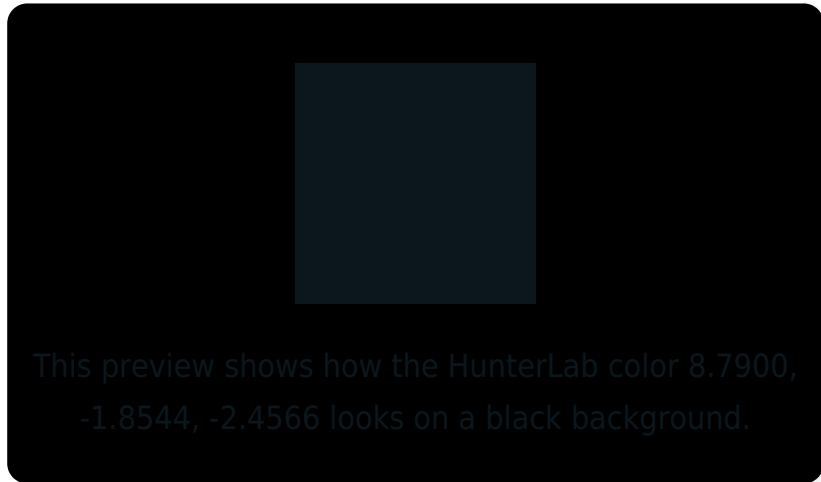 This preview shows how the HunterLab color 8.7900,
-1.8544, -2.4566 looks on a black background.